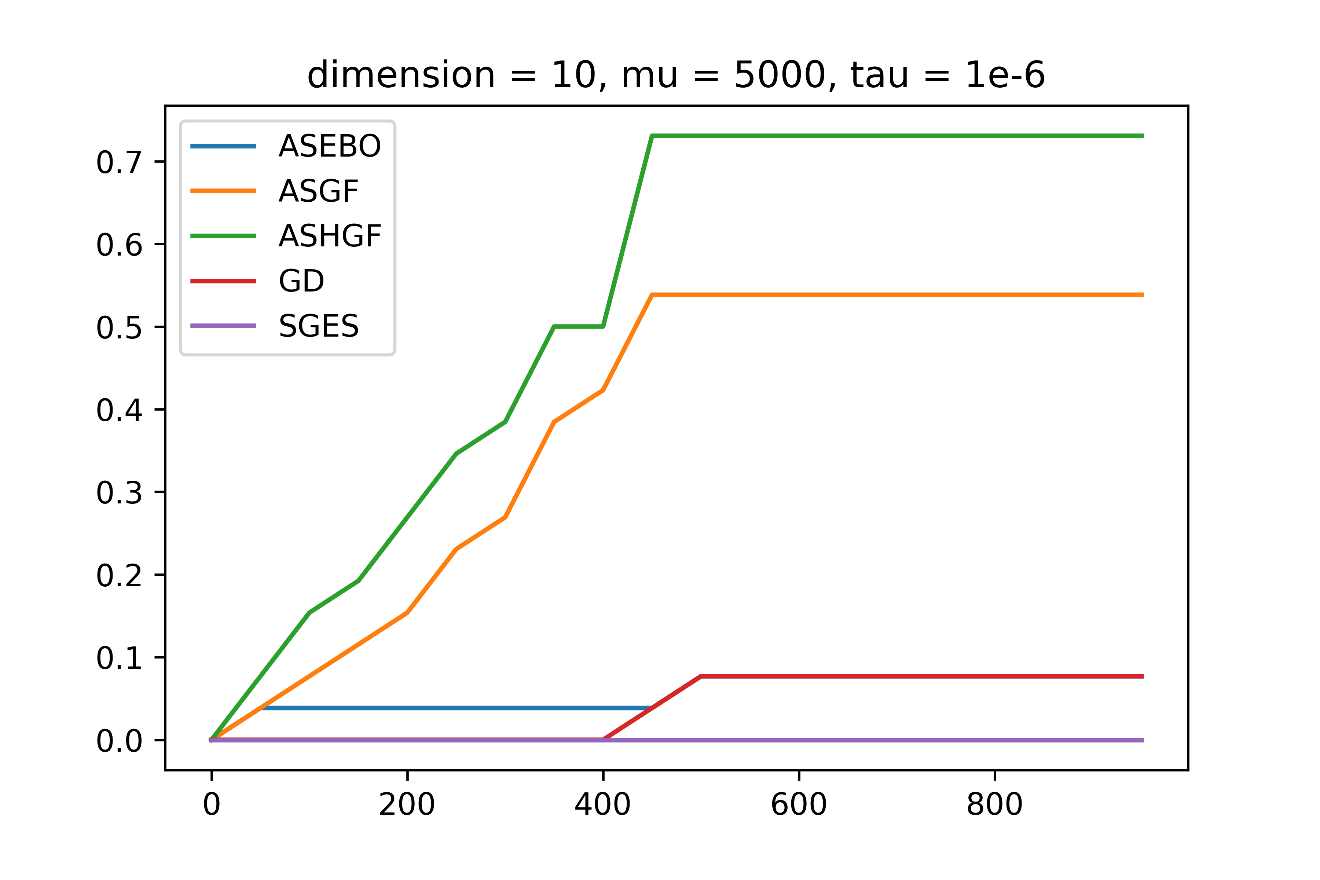 dimension = 10, mu = 5000, tau = 1e-6
ASEBO
ASGF
ASHGF
GD
SGES
0.7
0.6
0.5
0.4
0.3
0.2
0.1
0.0
0 200 400 600 800